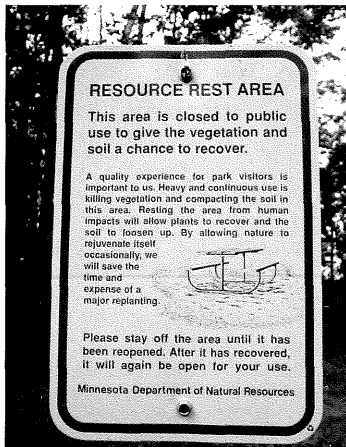 RESOURCE REST AREA
This area is closed to public
use to give the vegetation and
soil a chance to recover.
A quality experience for park visitors is
important to us. Heavy and continuous use is
killing vegetation and compacting the soil in
this area. Resting the area from human
impacts will allow plants to recover and the
soil to loosen up. By allowing nature to
rejuvenate itself
occasionally, we
will save the
time and
expense of a
major replanting.
Please stay off the area until it has
been reopened. After it has recovered,
it will again be open for your use.
Minnesota Department of Natural Resources